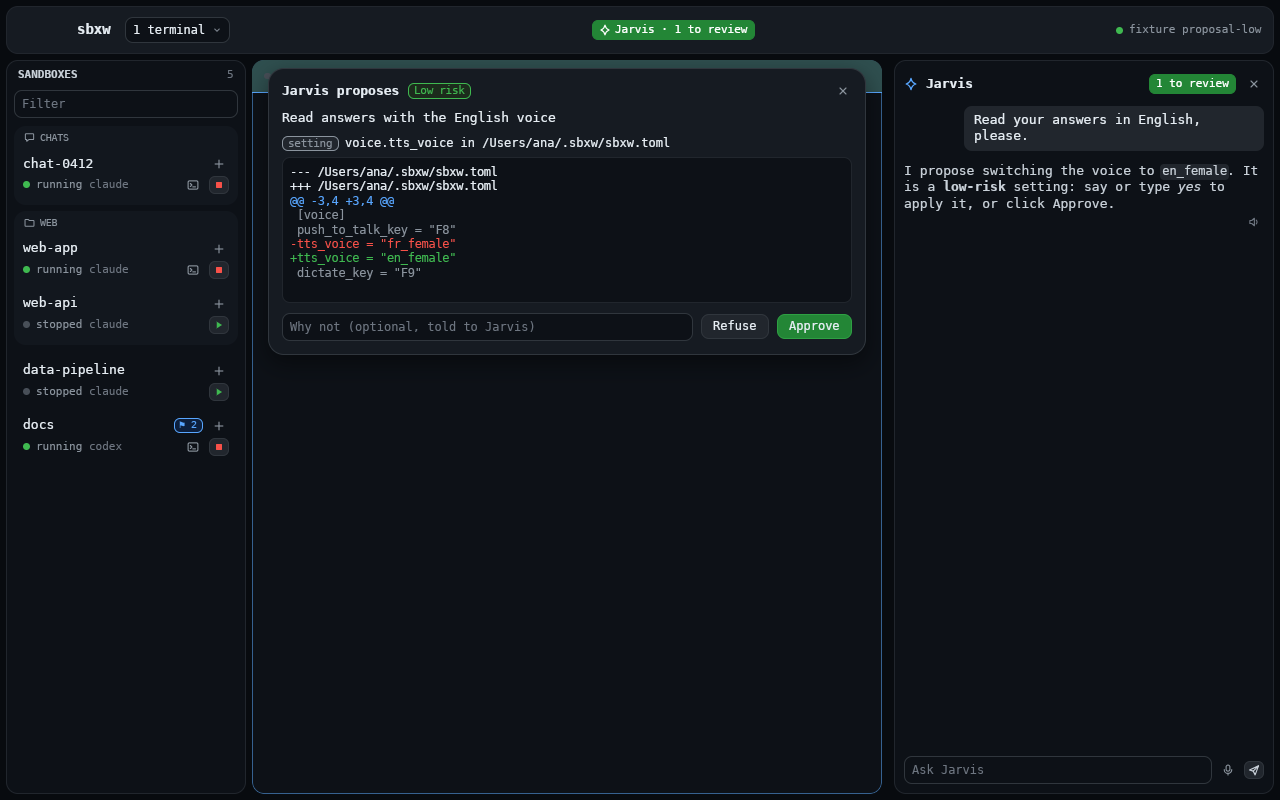 sbxw
1 terminal
Jarvis · 1 to review
fixture proposal-low
SANDBOXES 5
Filter
CHATS
chat-0412
running claude
WEB
web-app
running claude
web-api
stopped claude
data-pipeline
stopped claude
docs 2
running codex
Jarvis proposes Low risk
Read answers with the English voice
setting voice.tts_voice in /Users/ana/.sbxw/sbxw.toml
--- /Users/ana/.sbxw/sbxw.toml
+++ /Users/ana/.sbxw/sbxw.toml
@@ -3,4 +3,4 @@
[voice]
push_to_talk_key = "F8"
-tts_voice = "fr_female"
+tts_voice = "en_female"
dictate_key = "F9"
Why not (optional, told to Jarvis)
Refuse
Approve
Jarvis
1 to review
Read your answers in English,
please.
I propose switching the voice to en_female. It
is a low-risk setting: say or type yes to
apply it, or click Approve.
Ask Jarvis